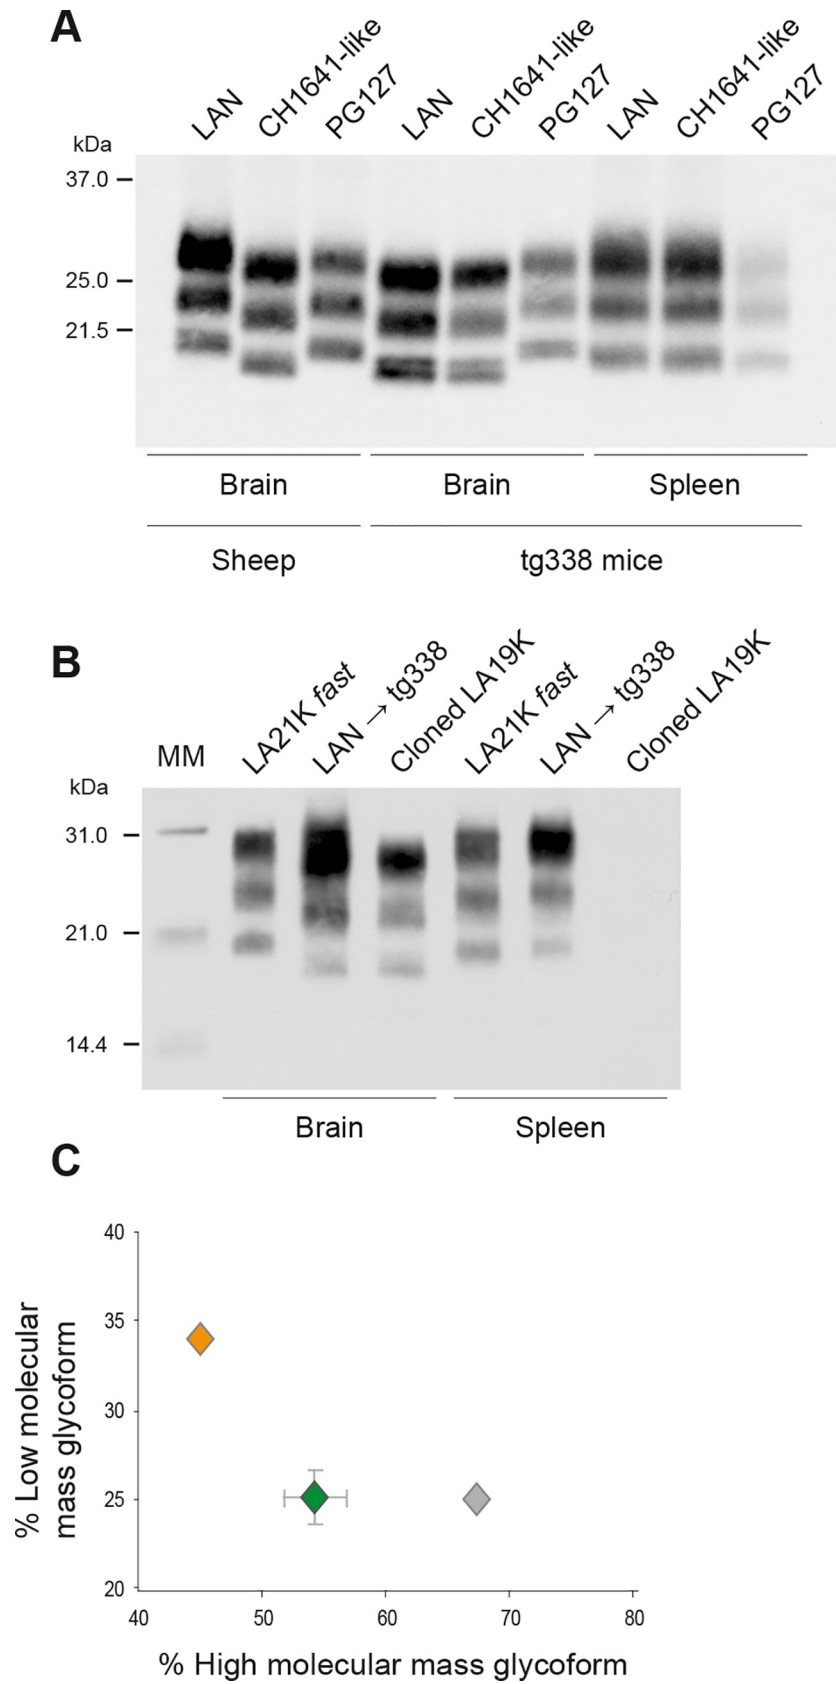 A
LAN
CH1641-like
PG127
LAN
CH1641-like
PG127
LAN
CH1641-like
PG127
kDa
37.0
25.0
21.5
Brain
Brain
Spleen
Sheep
tg338 mice
B
MM
LA21K fast
LAN → tg338
Cloned LA19K
LA21K fast
LAN → tg338
Cloned LA19K
kDa
31.0
21.0
14.4
Brain
Spleen
C
% Low molecular
mass glycoform
40
35
30
25
20
40
50
60
70
80
% High molecular mass glycoform